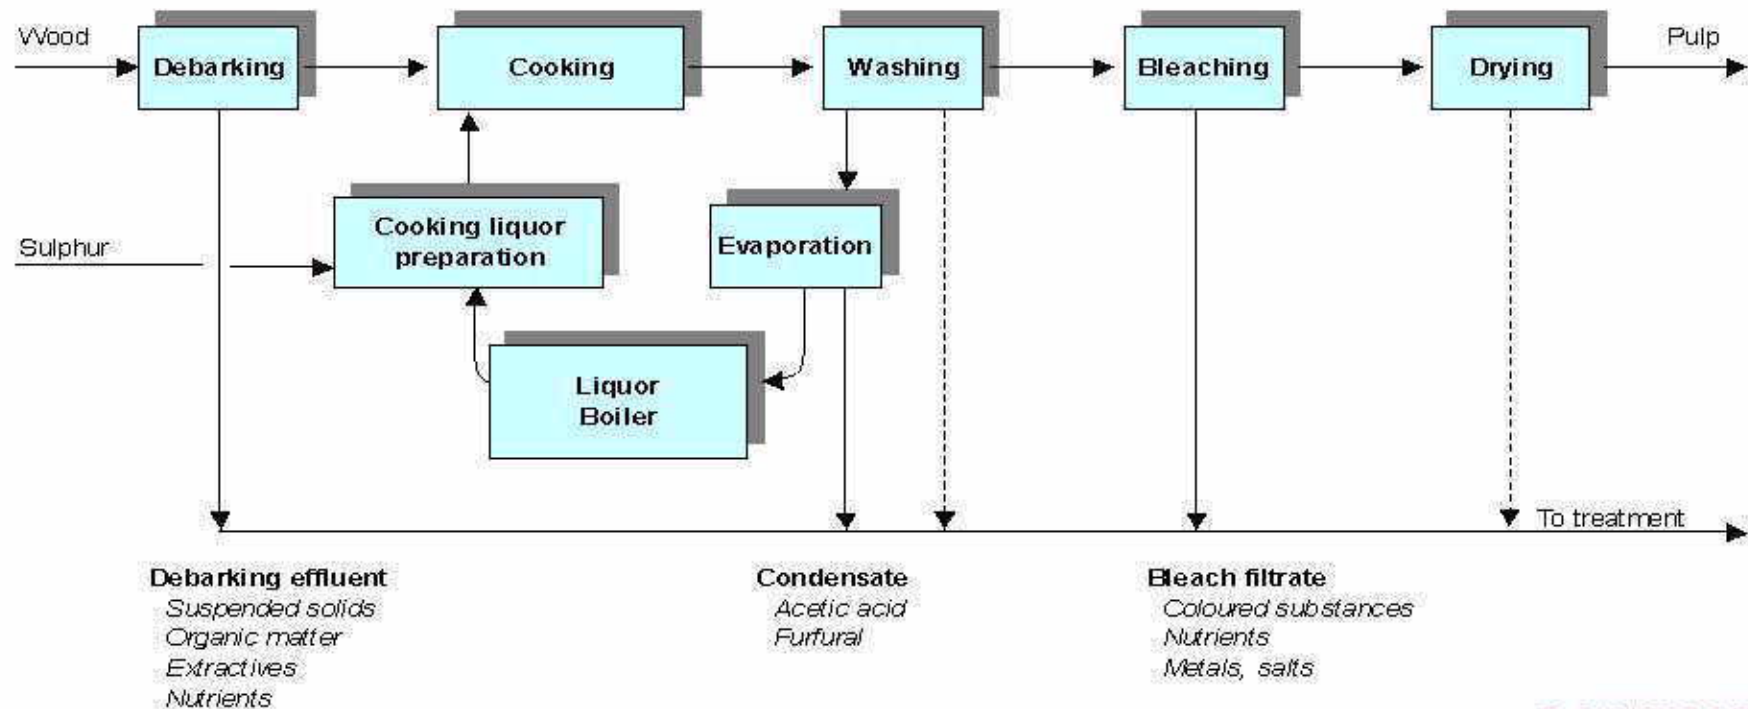 Wood
Debarking
Cooking
Washing
Bleaching
Drying
Pulp
Sulphur
Cooking liquor
preparation
Evaporation
Liquor
Boiler
To treatment
Debarking effluent
Suspended solids
Organic matter
Extractives
Nutrients
Condensate
Acetic acid
Furfural
Bleach filtrate
Coloured substances
Nutrients
Metals, salts